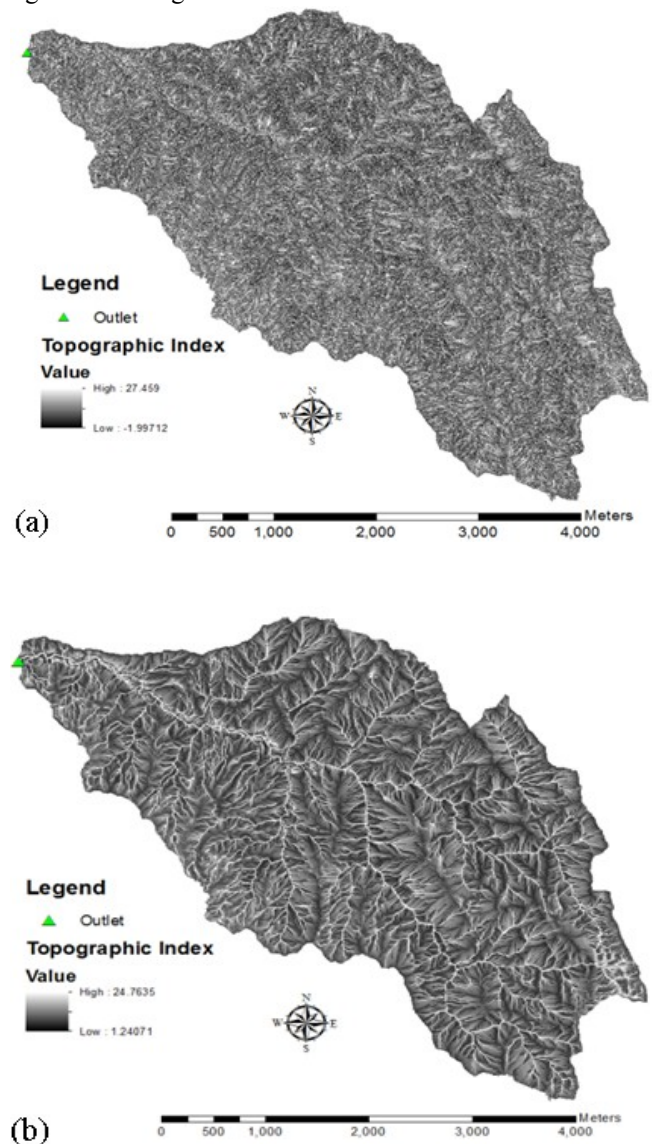 Legend
Outlet
Topographic Index
Value
High : 27.459
Low : -1.99712
N
W E
S
(a)
Meters
0 500 1,000 2,000 3,000 4,000
Legend
Outlet
Topographic Index
Value
High : 24.7635
Low : 1.24071
N
W E
S
(b)
Meters
0 500 1,000 2,000 3,000 4,000